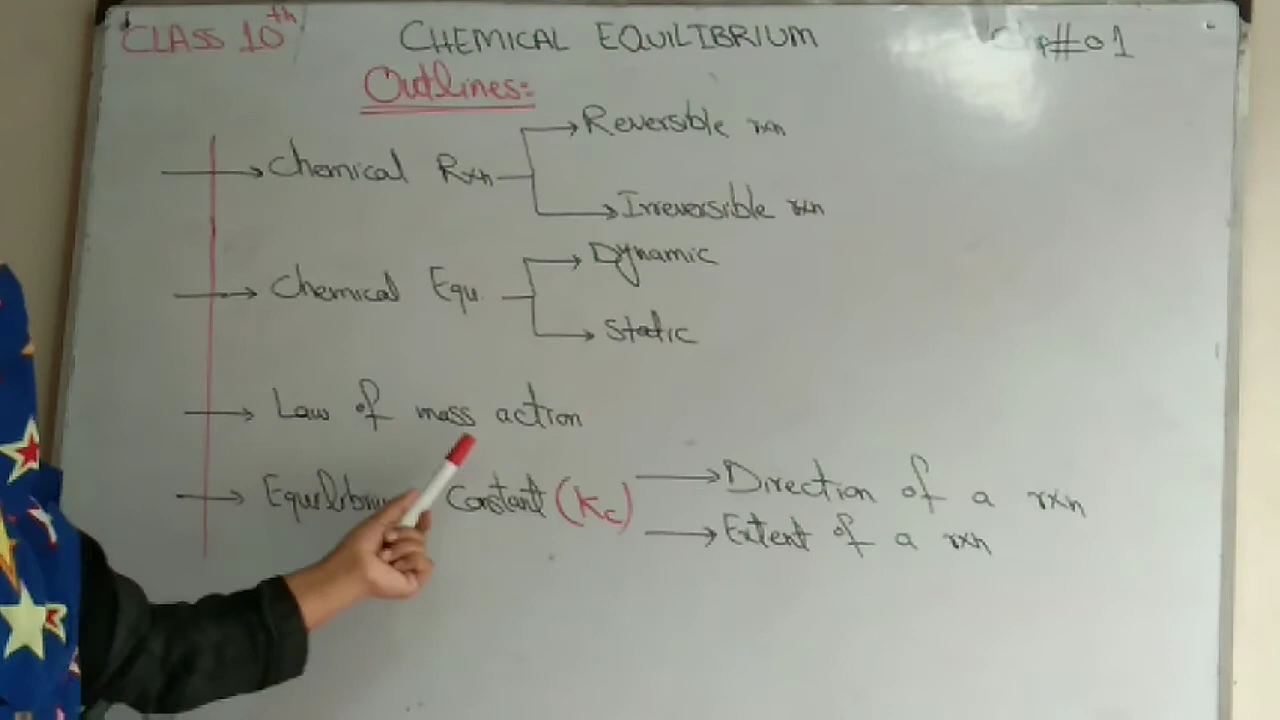 CLASS 10th CHEMICAL EQUILIBRIUM #01
Outlines:
Chemical Rxn
Reversible rxn
Irreversible rxn
Chemical Equ.
Dynamic
Static
Law of mass action
Constant (Kc)
Direction of a rxn
Extent of a rxn